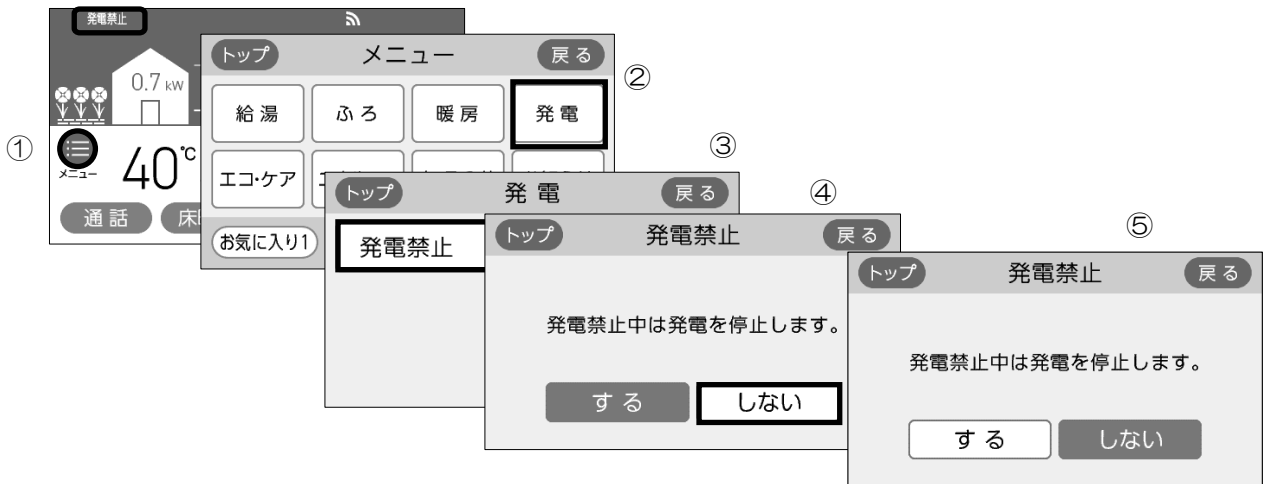 発電禁止
0.7 kW
①
メニュー
40℃
通話
トップ
メニュー
戻る
②
給湯
ふろ
暖房
発電
エコ・ケア
お気に入り1
③
トップ
発電
戻る
発電禁止
④
トップ
発電禁止
戻る
発電禁止中は発電を停止します。
する
しない
⑤
トップ
発電禁止
戻る
発電禁止中は発電を停止します。
する
しない